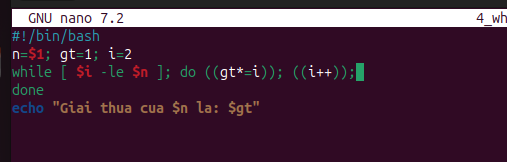 GNU nano 7.2 4_wh
#!/bin/bash
n=$1; gt=1; i=2
while [ $i -le $n ]; do ((gt*=i)); ((i++));
done
echo "Giai thua cua $n la: $gt"